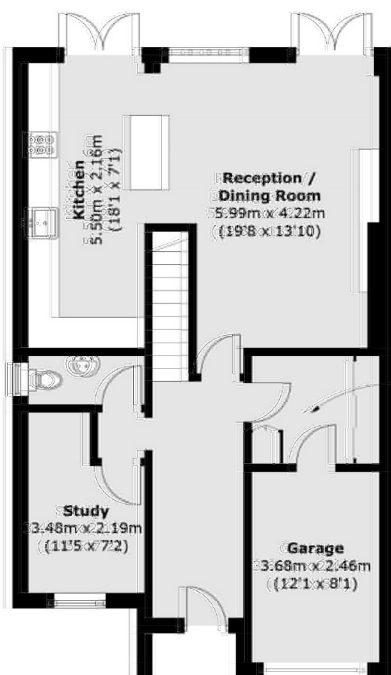 Kitchen
5.50m x 2.16m
(18'1 x 7'1)
Reception /
Dining Room
5.99m x 4.22m
(19'8 x 13'10)
Study
3.48m x 2.19m
(11'5 x 7'2)
Garage
3.68m x 2.46m
(12'1 x 8'1)